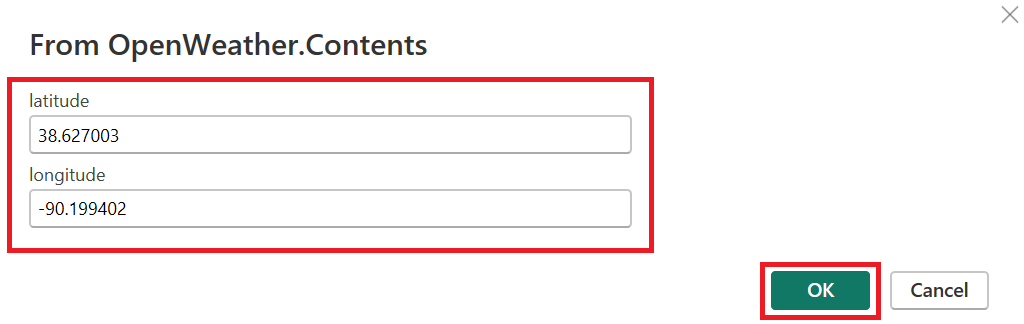 From OpenWeather.Contents
latitude
38.627003
longitude
-90.199402
OK
Cancel